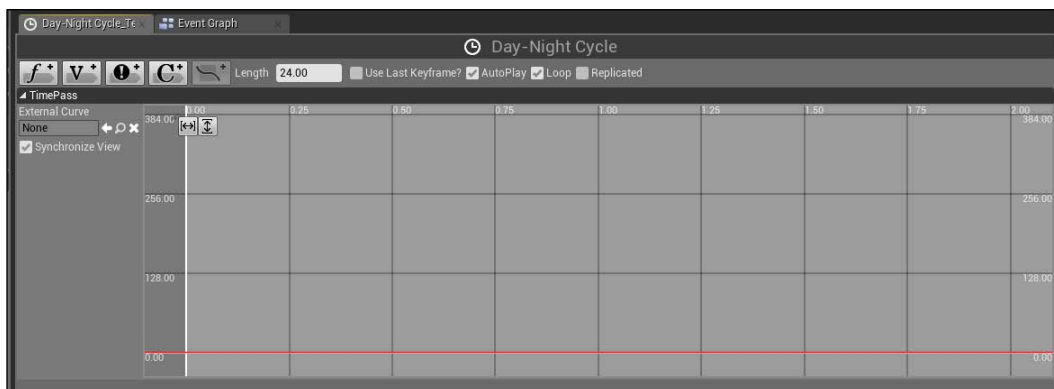 Day-Night Cycle_Te
Event Graph
Day-Night Cycle
f+ V+ C+ Length 24.00 Use Last Keyframe? AutoPlay Loop Replicated
TimePass
External Curve
None
Synchronize View
0.00 0.25 0.50 0.75 1.00 1.25 1.50 1.75 2.00
384.00 384.00
256.00 256.00
128.00 128.00
0.00 0.00